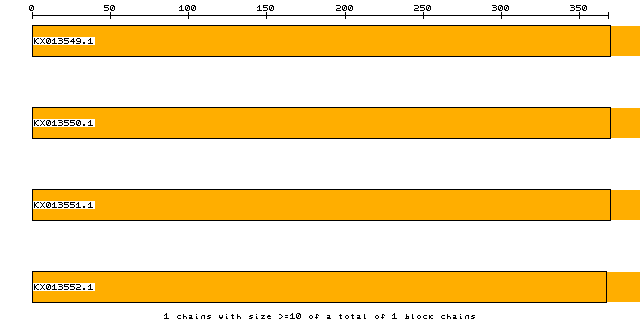 0 50 100 150 200 250 300 350
KX013549.1
KX013550.1
KX013551.1
KX013552.1
1 chains with size >=10 of a total of 1 block chains